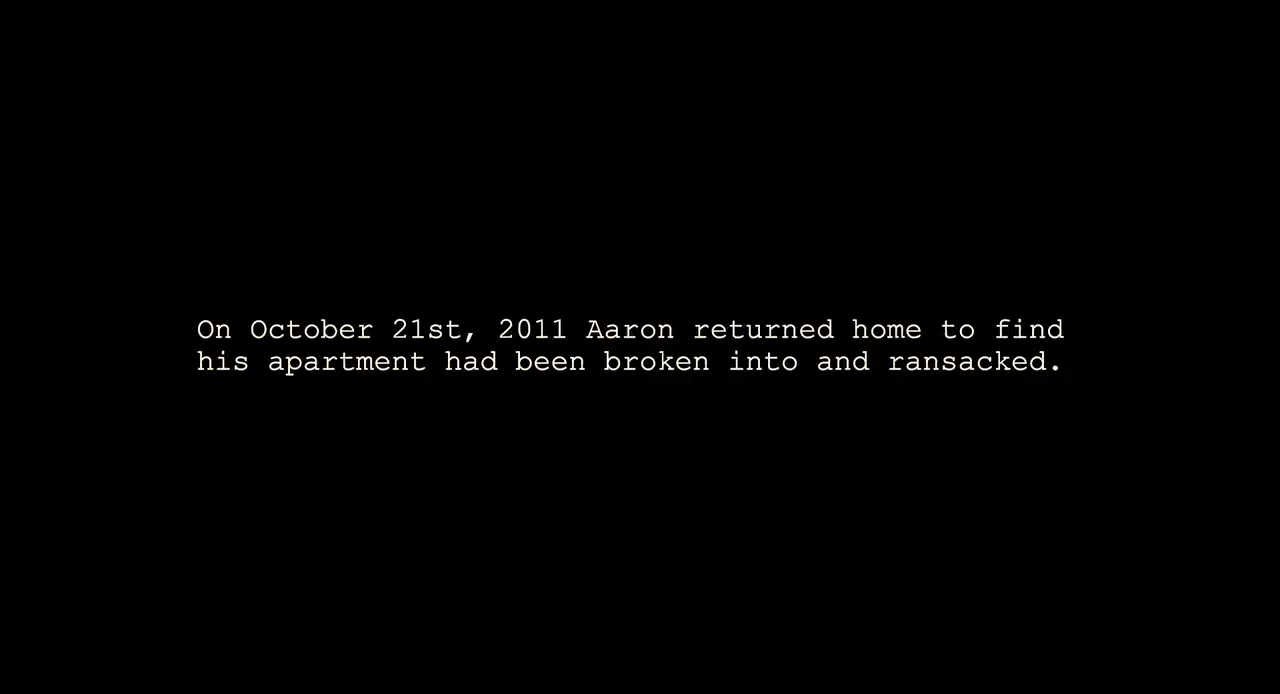 On October 21st, 2011 Aaron returned home to find
his apartment had been broken into and ransacked.